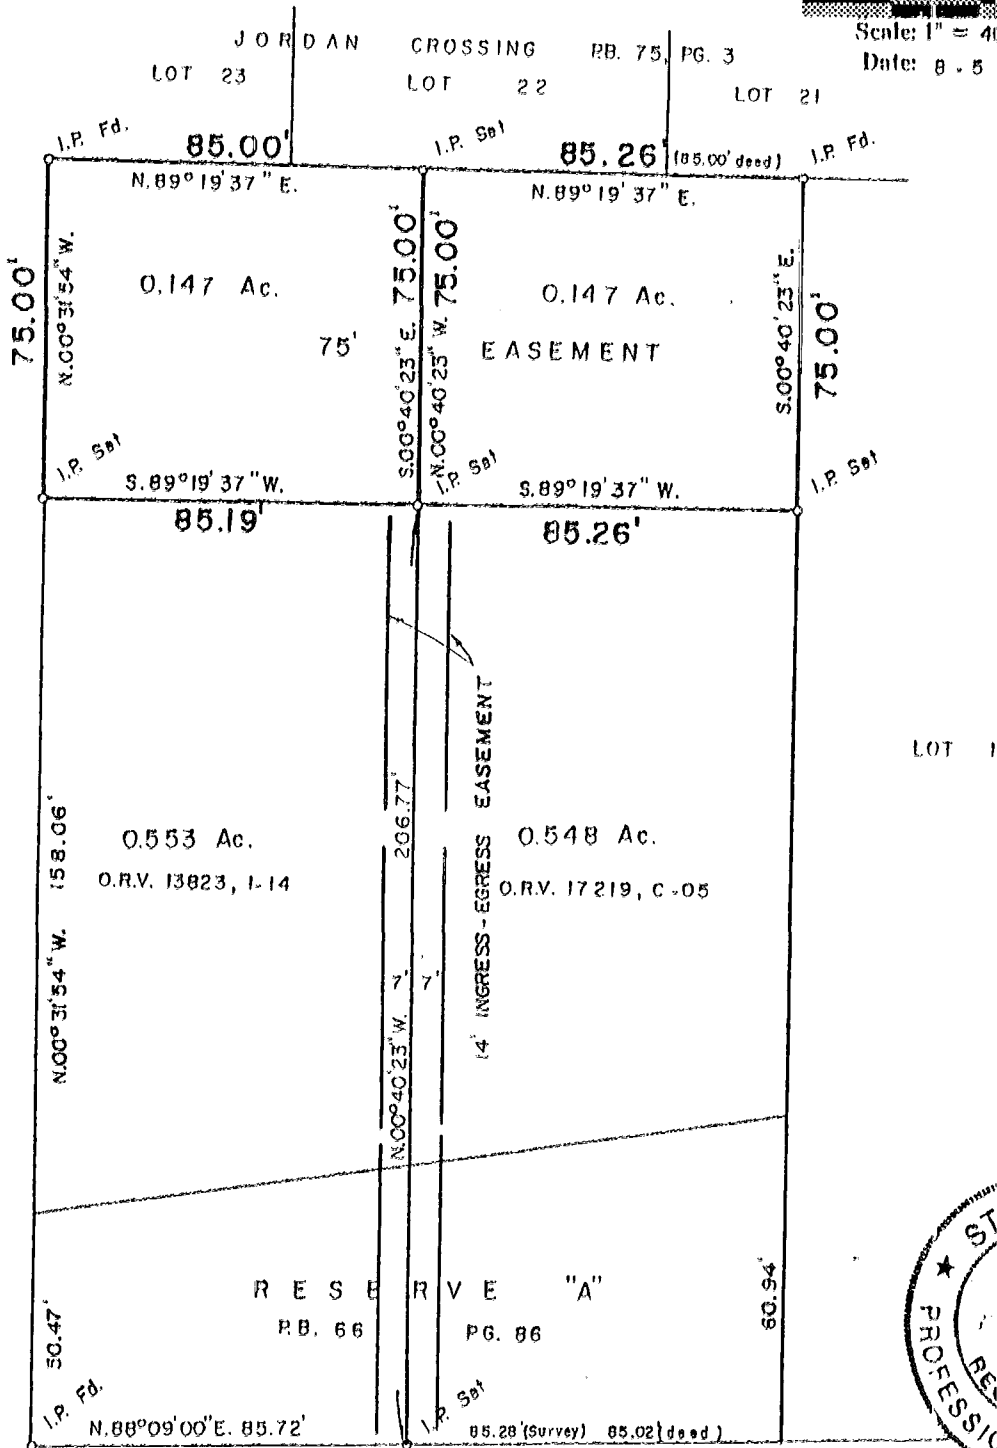 JORDAN CROSSING P.B. 75, PG. 3
Scale: 1" = 40
Date: 8.5
LOT 23
LOT 22
LOT 21
I.P. Fd.
85.00'
I.P. Set
85.26' (85.00' deed)
I.P. Fd.
N.89°19'37"E.
N.89°19'37"E.
75.00'
N.00°31'54"W.
0.147 Ac.
75'
S.00°40'23"E. 75.00'
N.00°40'23"W. 75.00'
0.147 Ac.
EASEMENT
S.00°40'23"E.
75.00'
I.P. Set
S.89°19'37"W.
I.P. Set
S.89°19'37"W.
I.P. Set
85.19'
85.26'
LOT
N.00°31'54"W. 158.06'
0.553 Ac.
O.R.V. 13823, I-14
N.00°40'23"W. 206.77'
7' 7'
14' INGRESS-EGRESS EASEMENT
0.548 Ac.
O.R.V. 17219, C-05
RESERVE "A"
P.B. 66 PG. 86
50.47'
60.94'
I.P. Fd.
N.88°09'00"E. 85.72'
I.P. Set
85.28'(Survey) 85.02'(deed)
ST
PROFESSIO
REG